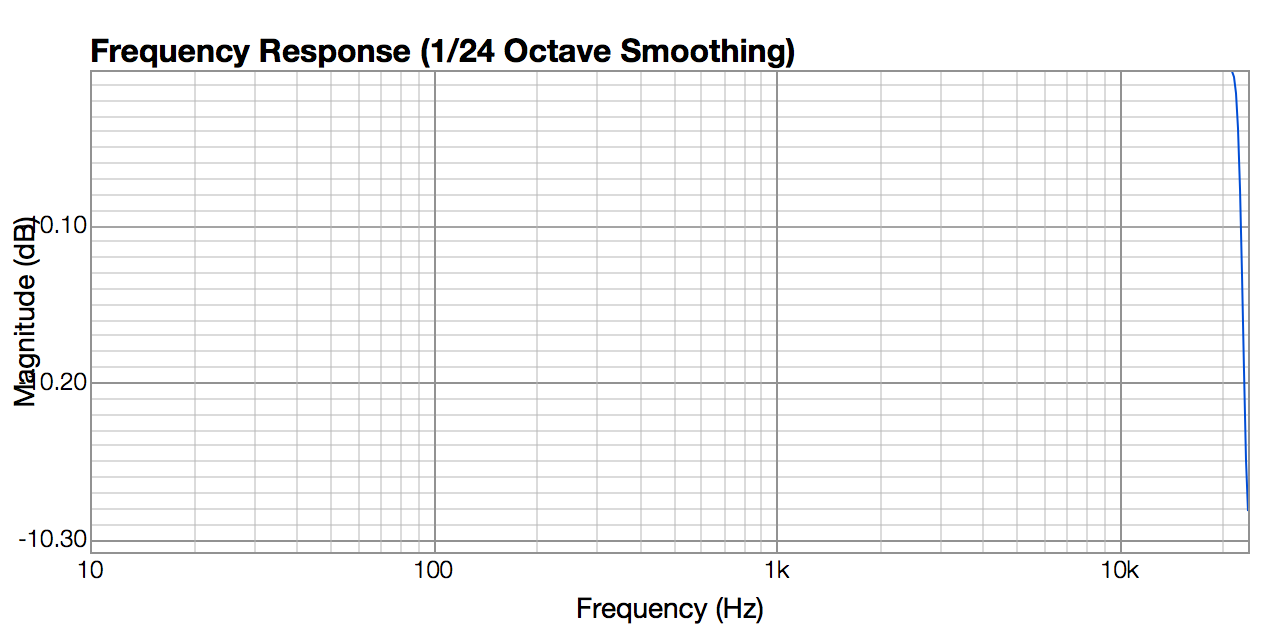 Frequency Response (1/24 Octave Smoothing)
Magnitude (dB)
-10.10
-10.20
-10.30
10 100 1k 10k
Frequency (Hz)